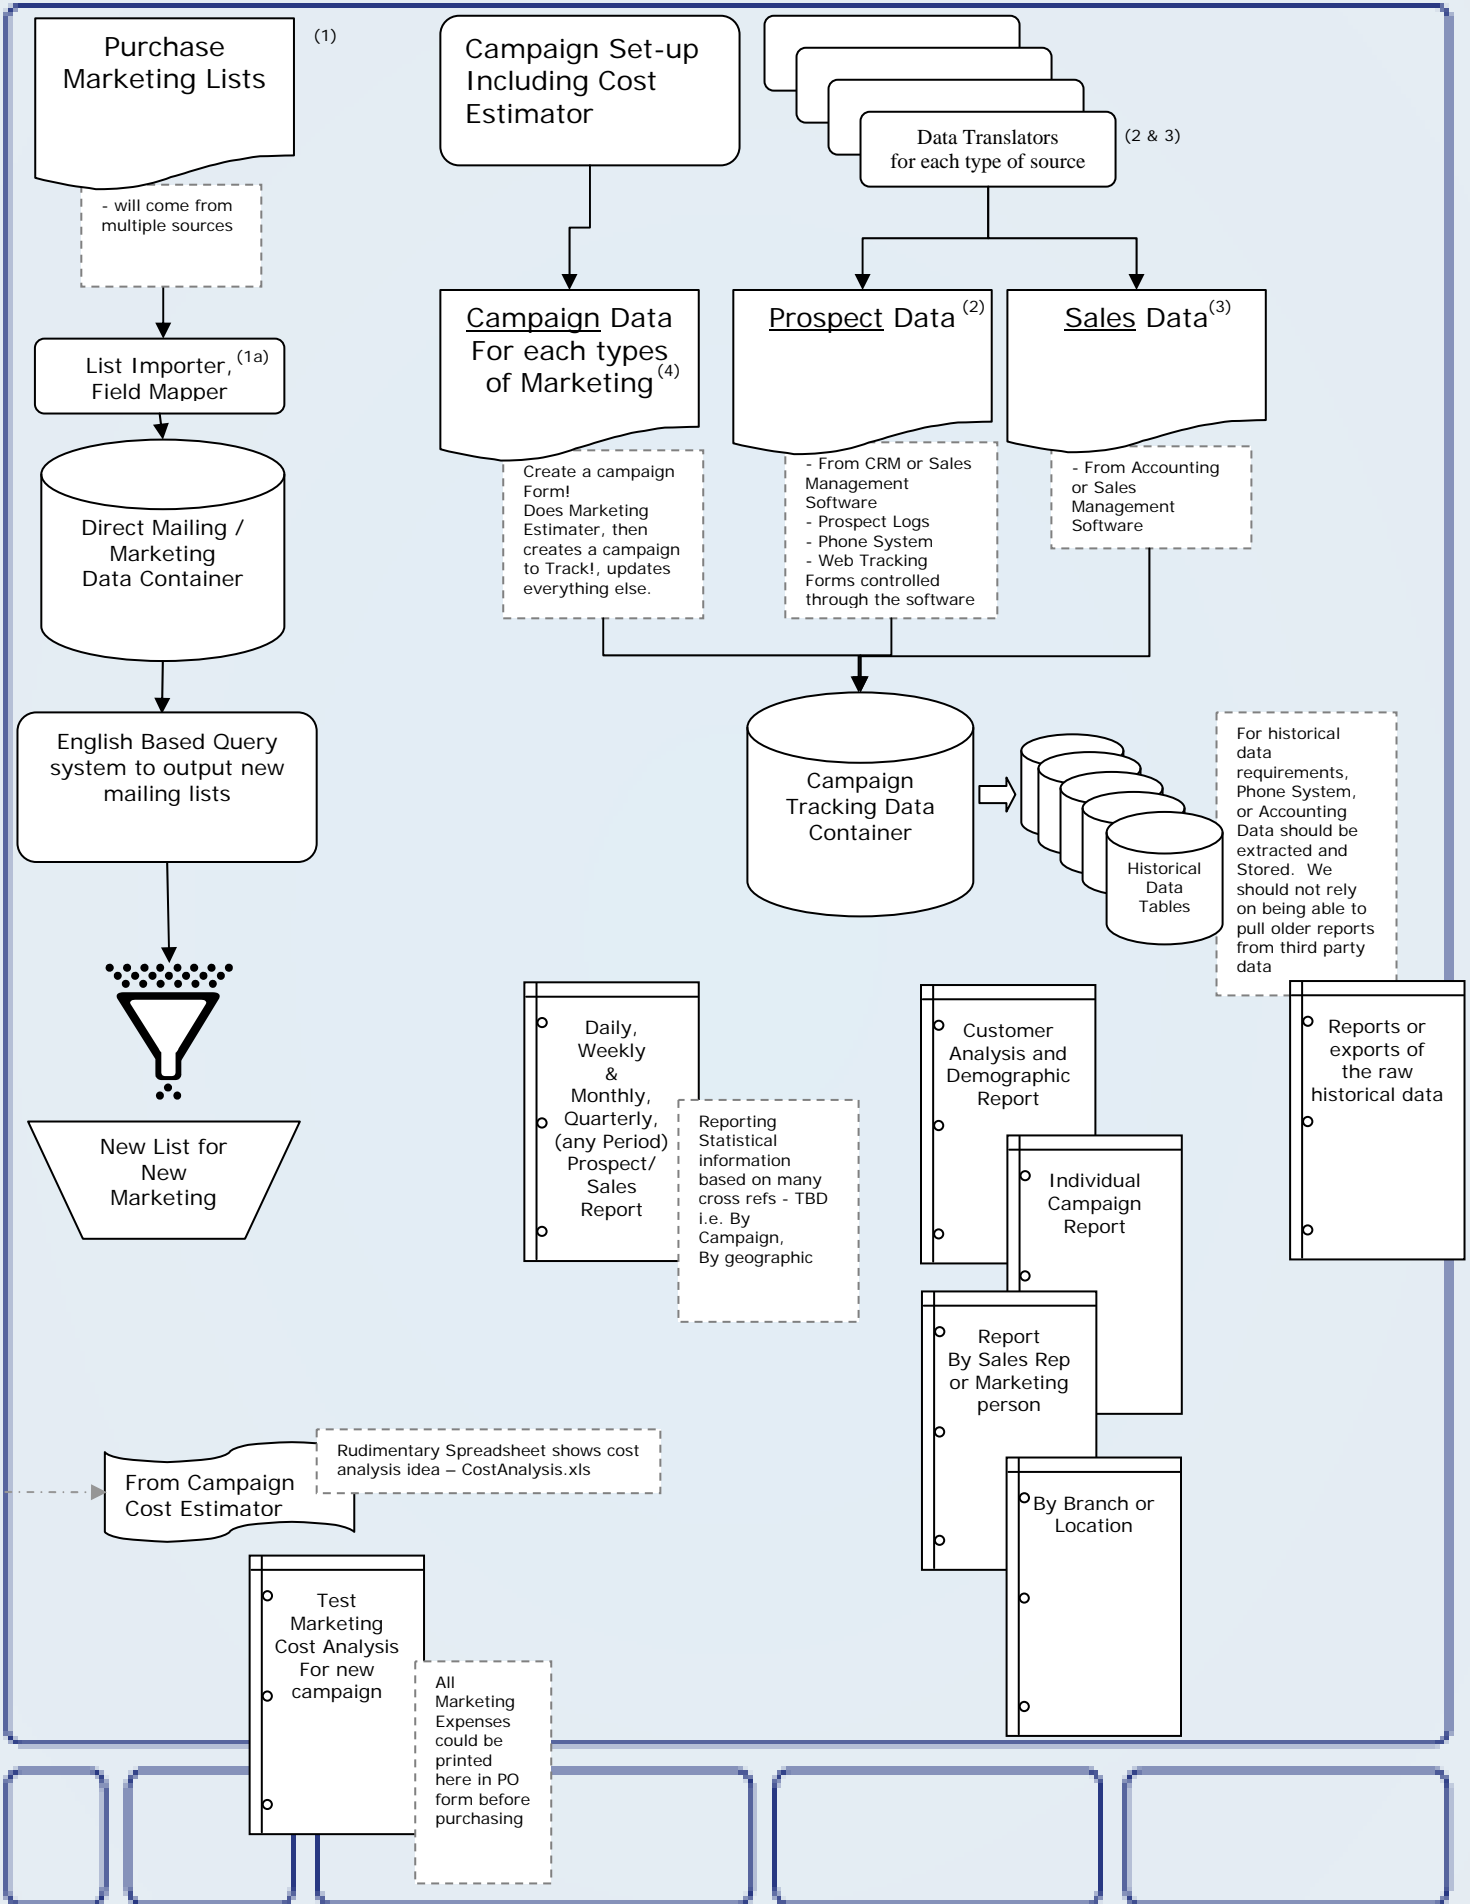 Purchase
Marketing Lists
(1)
- will come from
multiple sources
List Importer, (1a)
Field Mapper
Direct Mailing /
Marketing
Data Container
English Based Query
system to output new
mailing lists
New List for
New
Marketing
Campaign Set-up
Including Cost
Estimator
Data Translators
for each type of source
(2 & 3)
Campaign Data
For each types
of Marketing (4)
Prospect Data (2)
Sales Data (3)
Create a campaign
Form!
Does Marketing
Estimater, then
creates a campaign
to Track!, updates
everything else.
- From CRM or Sales
Management
Software
- Prospect Logs
- Phone System
- Web Tracking
Forms controlled
through the software
- From Accounting
or Sales
Management
Software
Campaign
Tracking Data
Container
Historical
Data
Tables
For historical
data
requirements,
Phone System,
or Accounting
Data should be
extracted and
Stored. We
should not rely
on being able to
pull older reports
from third party
data
Daily,
Weekly
&
Monthly,
Quarterly,
(any Period)
Prospect/
Sales
Report
Reporting
Statistical
information
based on many
cross refs - TBD
i.e. By
Campaign,
By geographic
Customer
Analysis and
Demographic
Report
Individual
Campaign
Report
Report
By Sales Rep
or Marketing
person
By Branch or
Location
Reports or
exports of
the raw
historical data
From Campaign
Cost Estimator
Rudimentary Spreadsheet shows cost
analysis idea – CostAnalysis.xls
Test
Marketing
Cost Analysis
For new
campaign
All
Marketing
Expenses
could be
printed
here in PO
form before
purchasing